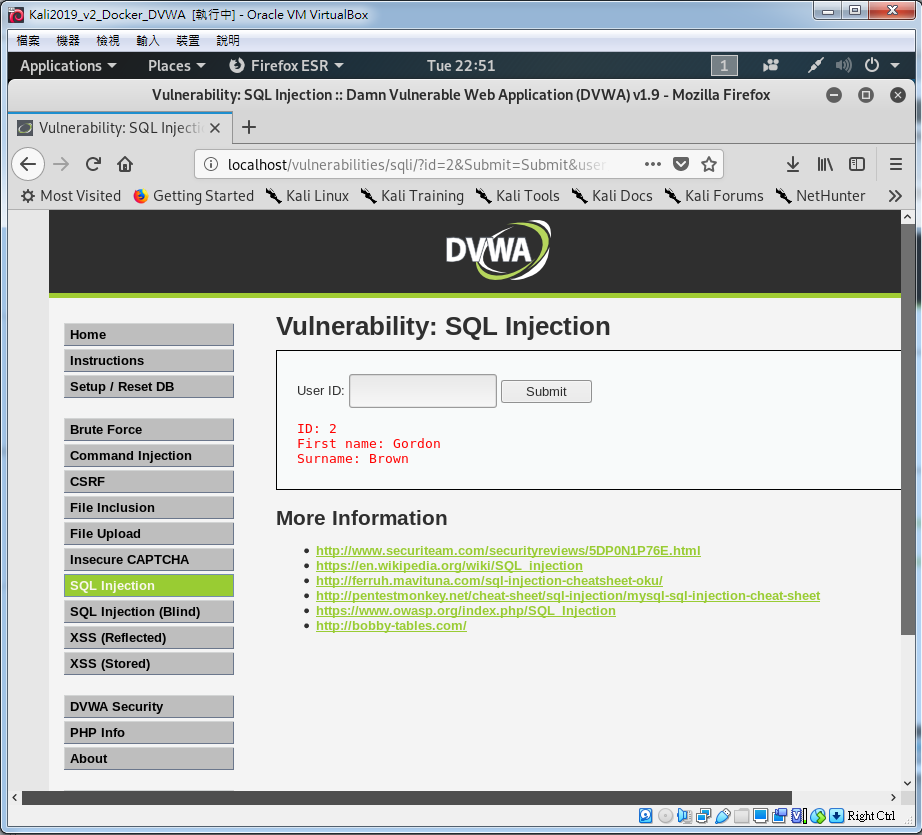 Kali2019_v2_Docker_DVWA [執行中] - Oracle VM VirtualBox
檔案 機器 檢視 輸入 裝置 說明
Applications Places Firefox ESR Tue 22:51 1
Vulnerability: SQL Injection :: Damn Vulnerable Web Application (DVWA) v1.9 - Mozilla Firefox
Vulnerability: SQL Injecti
localhost/vulnerabilities/sqli/?id=2&Submit=Submit&user
Most Visited Getting Started Kali Linux Kali Training Kali Tools Kali Docs Kali Forums NetHunter
DVWA
Home
Instructions
Setup / Reset DB
Brute Force
Command Injection
CSRF
File Inclusion
File Upload
Insecure CAPTCHA
SQL Injection
SQL Injection (Blind)
XSS (Reflected)
XSS (Stored)
DVWA Security
PHP Info
About
Vulnerability: SQL Injection
User ID: Submit
ID: 2
First name: Gordon
Surname: Brown
More Information
http://www.securiteam.com/securityreviews/5DP0N1P76E.html
https://en.wikipedia.org/wiki/SQL_injection
http://ferruh.mavituna.com/sql-injection-cheatsheet-oku/
http://pentestmonkey.net/cheat-sheet/sql-injection/mysql-sql-injection-cheat-sheet
https://www.owasp.org/index.php/SQL_Injection
http://bobby-tables.com/
Right Ctrl